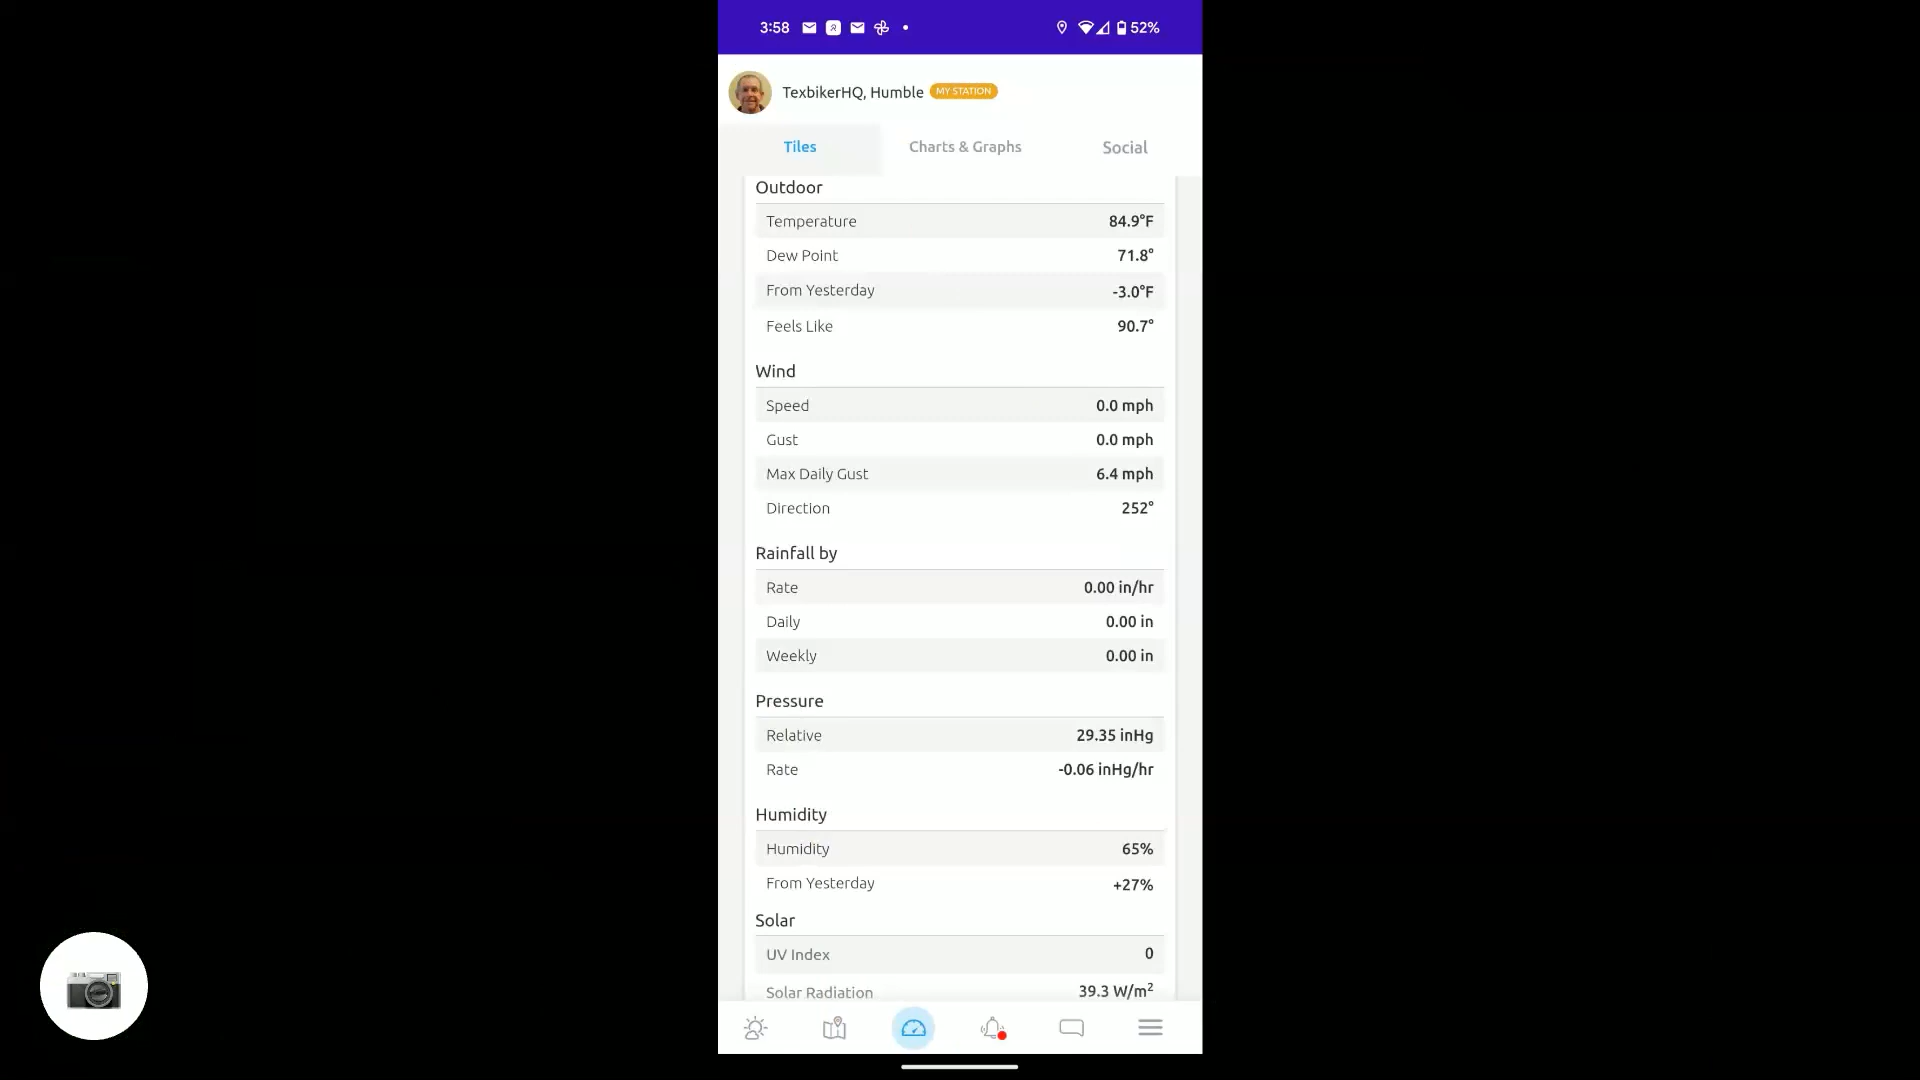 3:58 52%
TexbikerHQ, Humble MY STATION
Tiles Charts & Graphs Social
Outdoor
Temperature 84.9°F
Dew Point 71.8°
From Yesterday -3.0°F
Feels Like 90.7°
Wind
Speed 0.0 mph
Gust 0.0 mph
Max Daily Gust 6.4 mph
Direction 252°
Rainfall by
Rate 0.00 in/hr
Daily 0.00 in
Weekly 0.00 in
Pressure
Relative 29.35 inHg
Rate -0.06 inHg/hr
Humidity
Humidity 65%
From Yesterday +27%
Solar
UV Index 0
Solar Radiation 39.3 W/m²